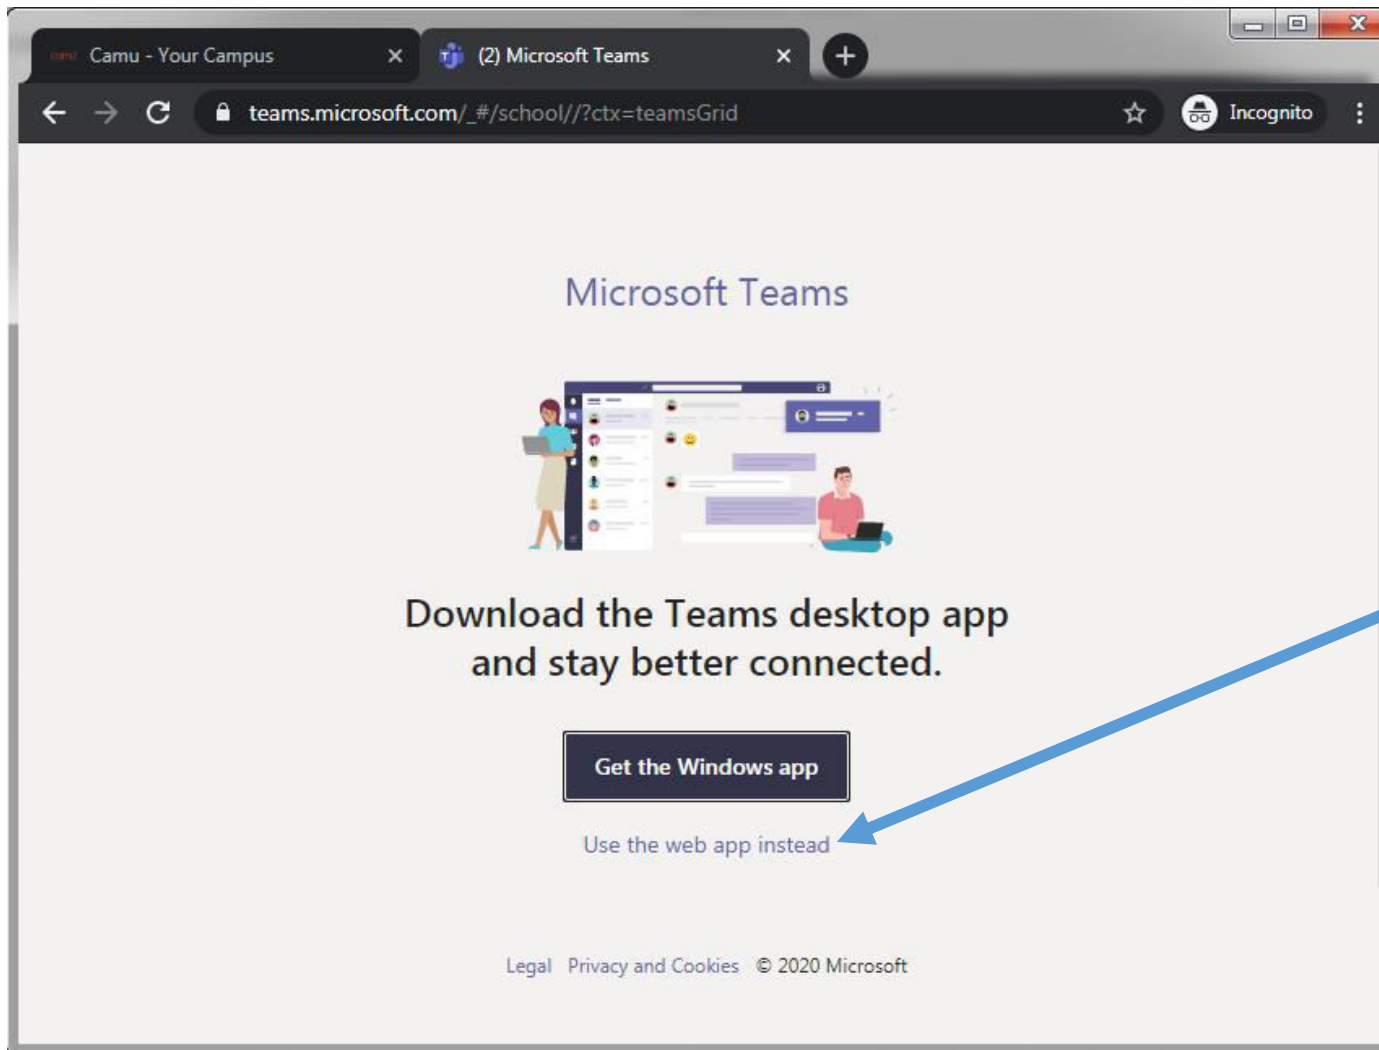 Camu - Your Campus
(2) Microsoft Teams
teams.microsoft.com/_#/school//?ctx=teamsGrid
Incognito
Microsoft Teams
Download the Teams desktop app
and stay better connected.
Get the Windows app
Use the web app instead
Legal Privacy and Cookies © 2020 Microsoft